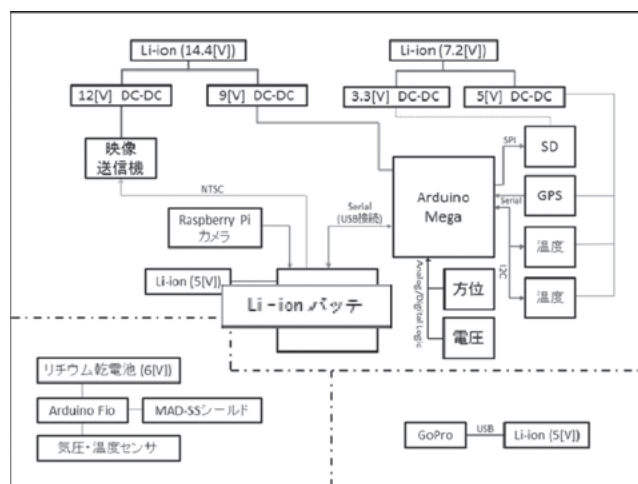 Li-ion (14.4[V])
Li-ion (7.2[V])
12[V] DC-DC
9[V] DC-DC
3.3[V] DC-DC
5[V] DC-DC
映像
送信機
NTSC
Raspberry Pi
カメラ
Serial
(USB接続)
Arduino
Mega
SPI
SD
Serial
GPS
I2C
温度
温度
Analog/Digital Logic
方位
電圧
Li-ion (5[V])
Li-ionバッテ
リチウム乾電池 (6[V])
Arduino Fio
MAD-SSシールド
気圧・温度センサ
GoPro
USB
Li-ion (5[V])